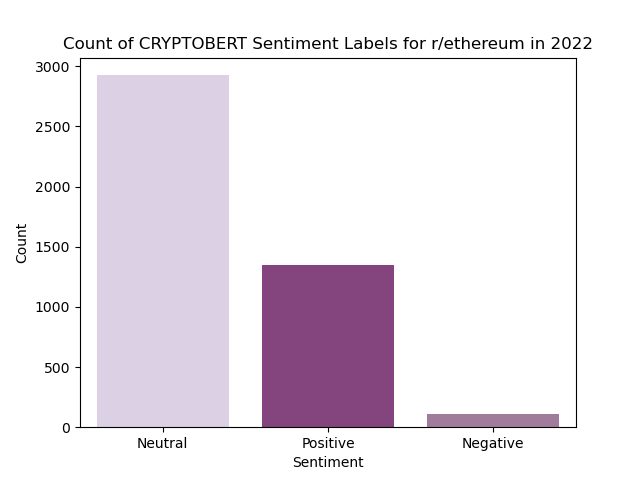 Count of CRYPTOBERT Sentiment Labels for r/ethereum in 2022
3000
2500
2000
1500
1000
500
0
Count
Neutral
Positive
Negative
Sentiment